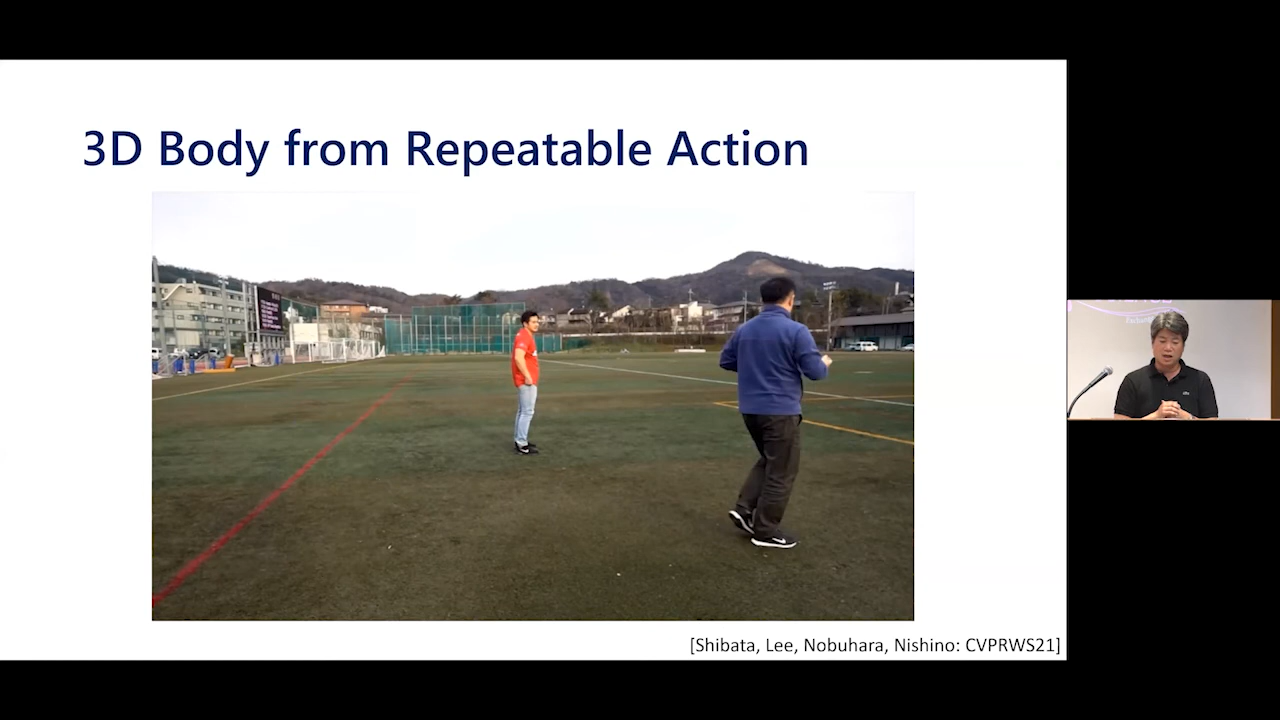 3D Body from Repeatable Action
[Shibata, Lee, Nobuhara, Nishino: CVPRWS21]